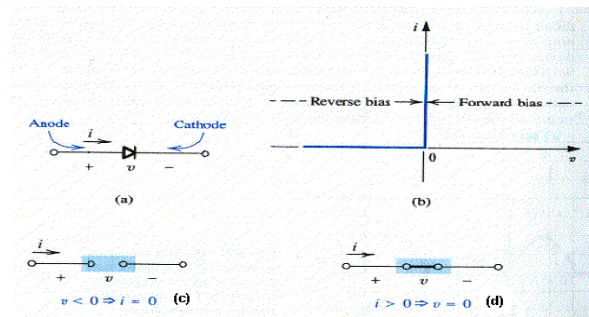 Anode
i
Cathode
+ v −
(a)
i
Reverse bias
Forward bias
0
v
(b)
i
+ v −
v < 0 ⇒ i = 0 (c)
i
+ v −
i > 0 ⇒ v = 0 (d)